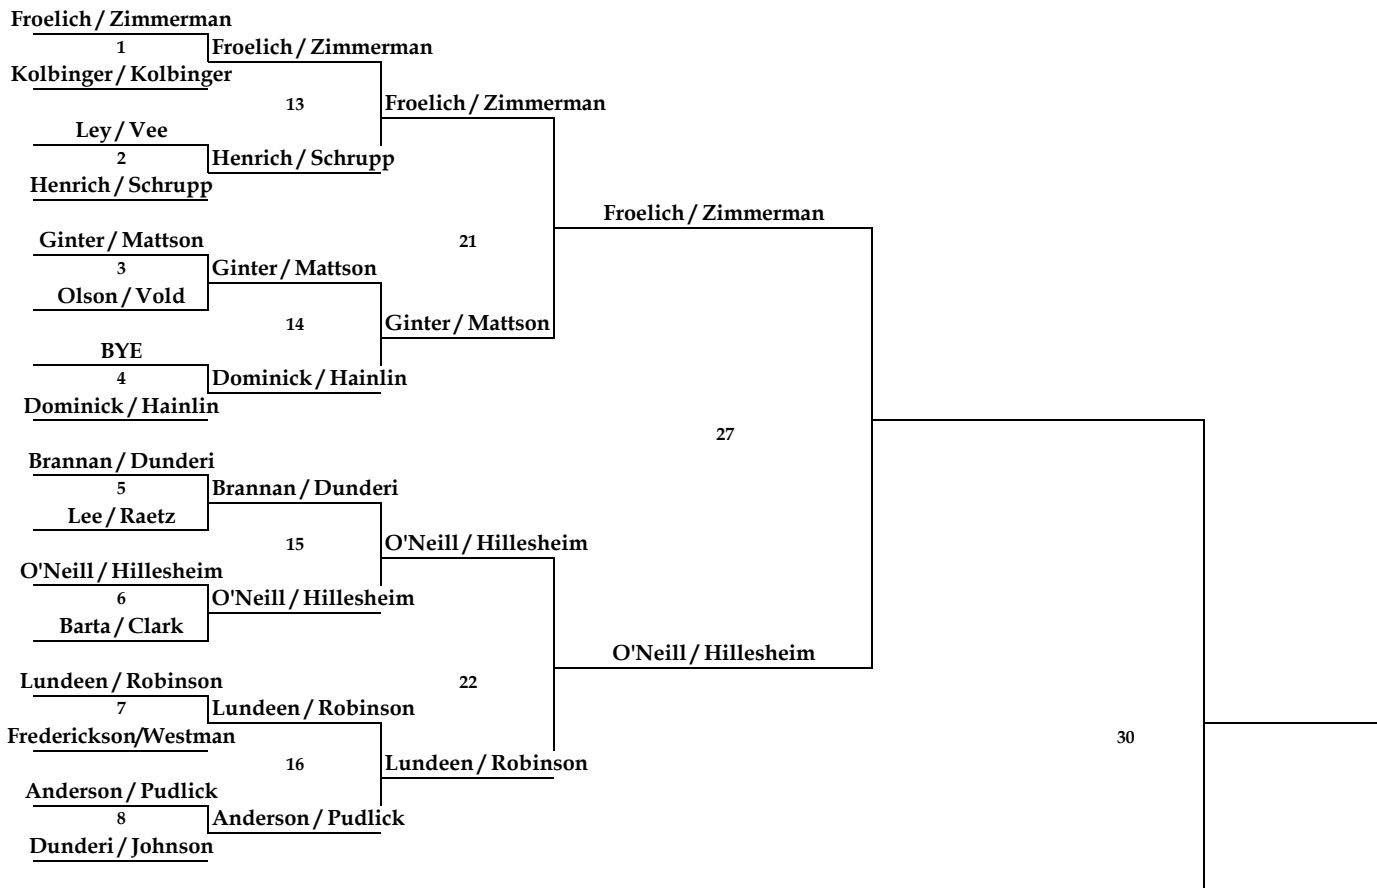 Froelich / Zimmerman
1
Froelich / Zimmerman
Kolbinger / Kolbinger
13
Froelich / Zimmerman
Ley / Vee
2
Henrich / Schrupp
Henrich / Schrupp
Froelich / Zimmerman
Ginter / Mattson
21
3
Ginter / Mattson
Olson / Vold
14
Ginter / Mattson
BYE
4
Dominick / Hainlin
Dominick / Hainlin
27
Brannan / Dunderi
5
Brannan / Dunderi
Lee / Raetz
15
O'Neill / Hillesheim
O'Neill / Hillesheim
6
O'Neill / Hillesheim
Barta / Clark
O'Neill / Hillesheim
Lundeen / Robinson
22
7
Lundeen / Robinson
Frederickson/Westman
30
16
Lundeen / Robinson
Anderson / Pudlick
8
Anderson / Pudlick
Dunderi / Johnson